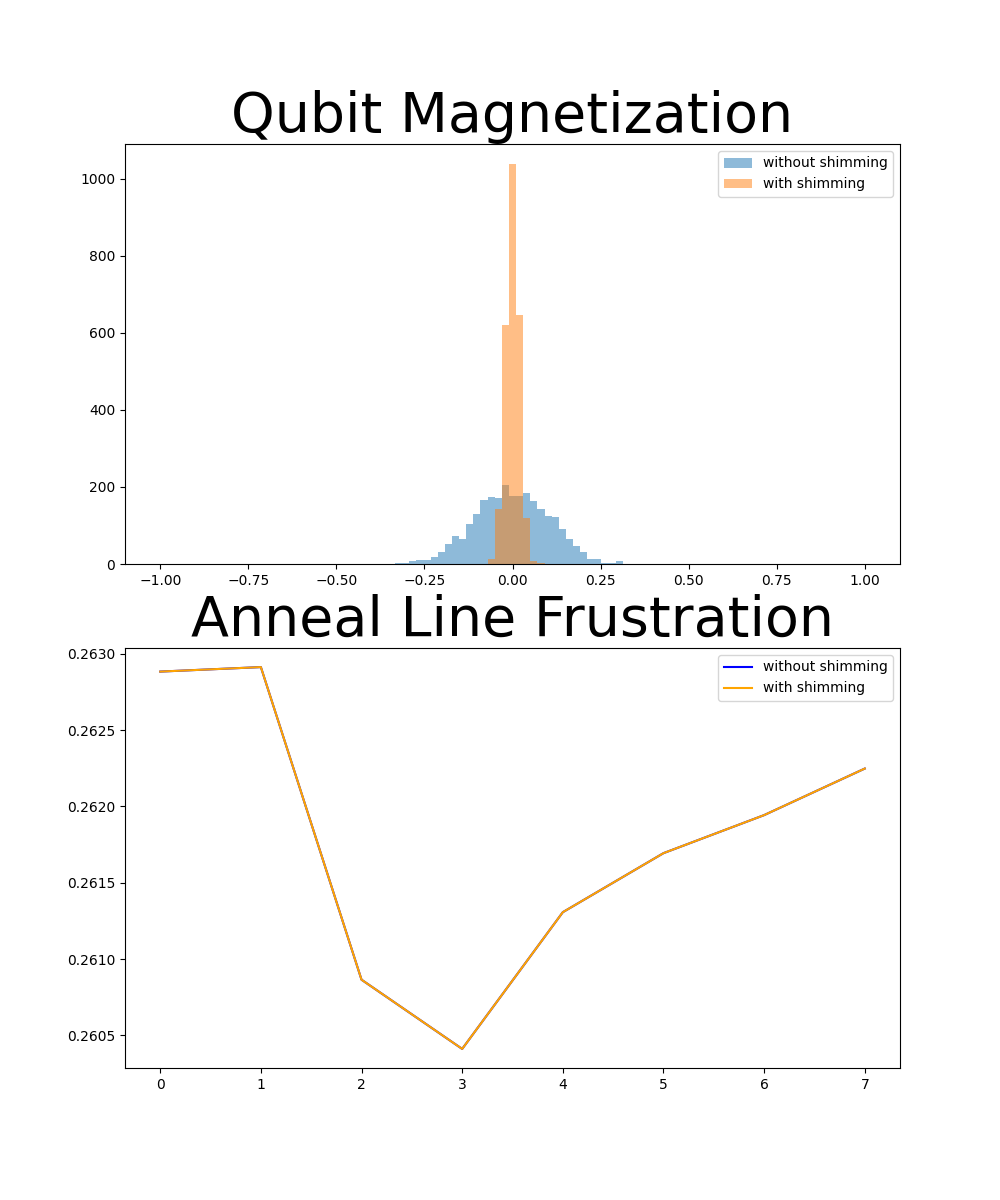 Qubit Magnetization
without shimming
with shimming
1000
800
600
400
200
0
−1.00 −0.75 −0.50 −0.25 0.00 0.25 0.50 0.75 1.00
Anneal Line Frustration
without shimming
with shimming
0.2630
0.2625
0.2620
0.2615
0.2610
0.2605
0 1 2 3 4 5 6 7